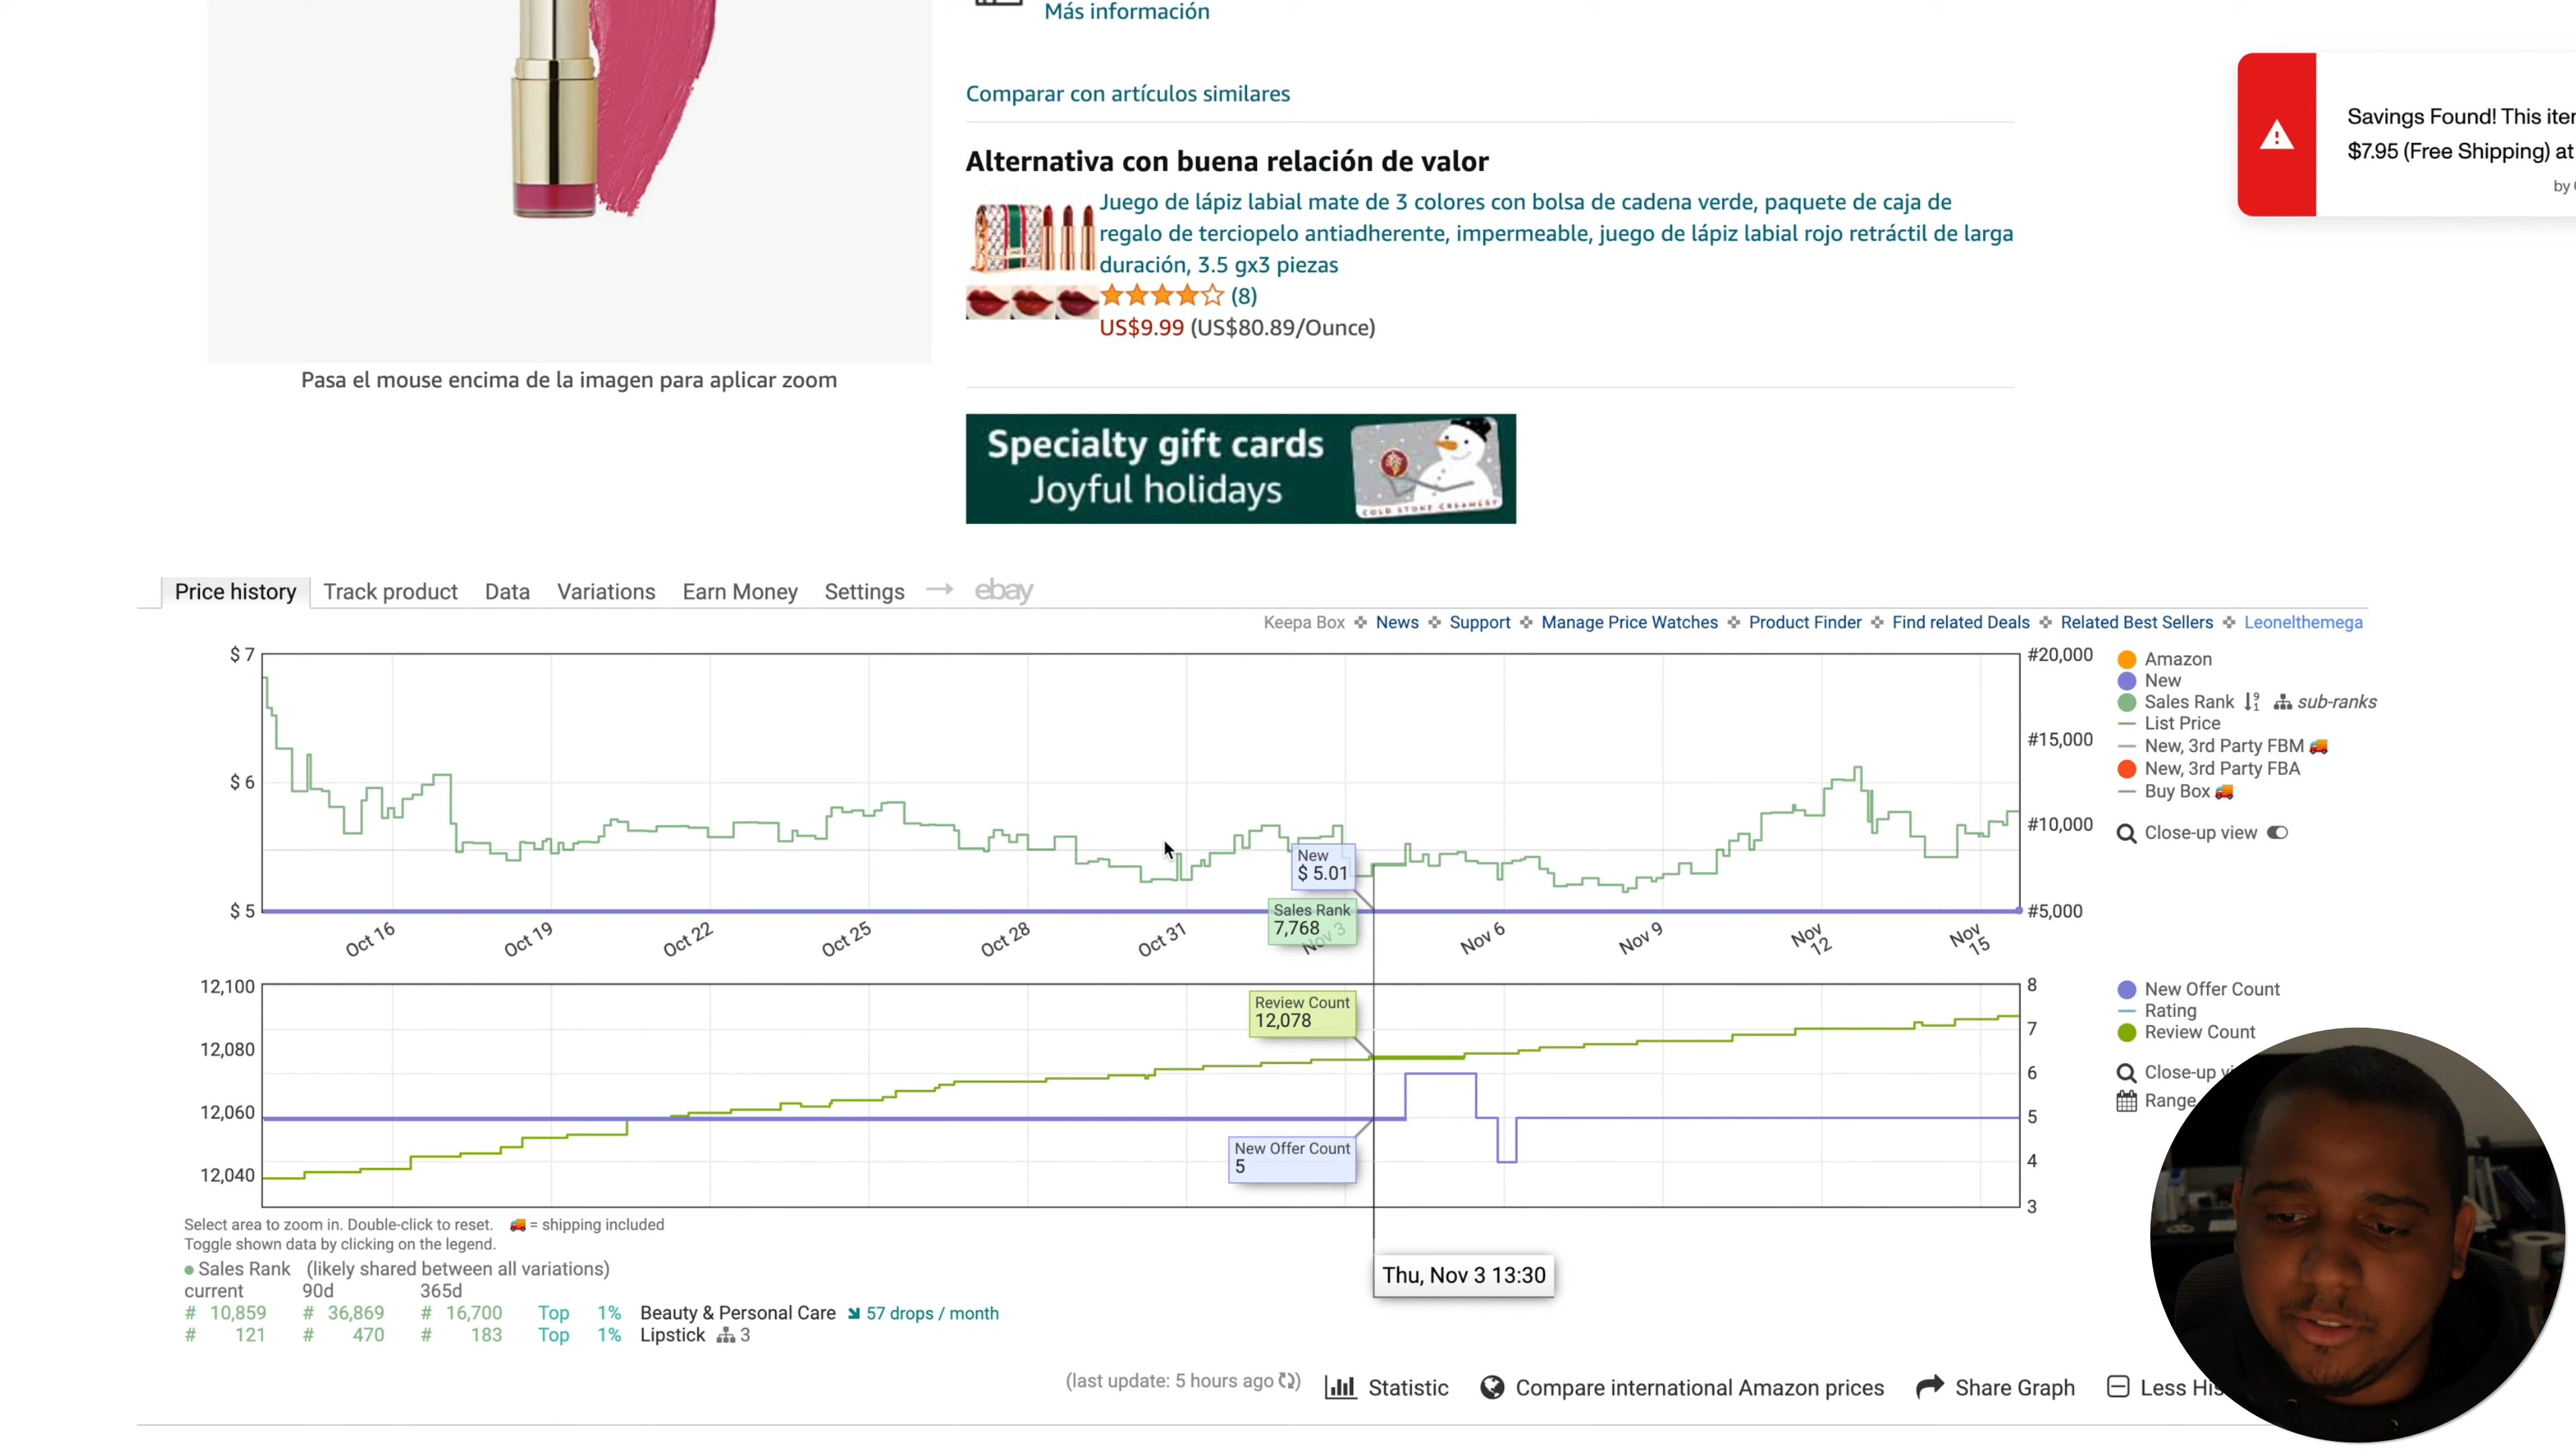 Más información
Comparar con artículos similares
Alternativa con buena relación de valor
Juego de lápiz labial mate de 3 colores con bolsa de cadena verde, paquete de caja de
regalo de terciopelo antiadherente, impermeable, juego de lápiz labial rojo retráctil de larga
duración, 3.5 gx3 piezas
(8)
US$9.99 (US$80.89/Ounce)
Pasa el mouse encima de la imagen para aplicar zoom
Savings Found! This iter
$7.95 (Free Shipping) at
by
Specialty gift cards
Joyful holidays
COLD STONE CREAMERY
Price history Track product Data Variations Earn Money Settings → ebay
Keepa Box News Support Manage Price Watches Product Finder Find related Deals Related Best Sellers Leonelthemega
$ 7
$ 6
$ 5
#20,000
#15,000
#10,000
#5,000
New
$ 5.01
Sales Rank
7,768
Oct 16 Oct 19 Oct 22 Oct 25 Oct 28 Oct 31 Nov 3 Nov 6 Nov 9 Nov 12 Nov 15
Amazon
New
Sales Rank sub-ranks
List Price
New, 3rd Party FBM
New, 3rd Party FBA
Buy Box
Close-up view
12,100
12,080
12,060
12,040
8
7
6
5
4
3
Review Count
12,078
New Offer Count
5
Thu, Nov 3 13:30
New Offer Count
Rating
Review Count
Close-up vi
Range
Select area to zoom in. Double-click to reset. = shipping included
Toggle shown data by clicking on the legend.
Sales Rank (likely shared between all variations)
current 90d 365d
# 10,859 # 36,869 # 16,700 Top 1% Beauty & Personal Care 57 drops / month
# 121 # 470 # 183 Top 1% Lipstick 3
(last update: 5 hours ago) Statistic Compare international Amazon prices Share Graph Less His